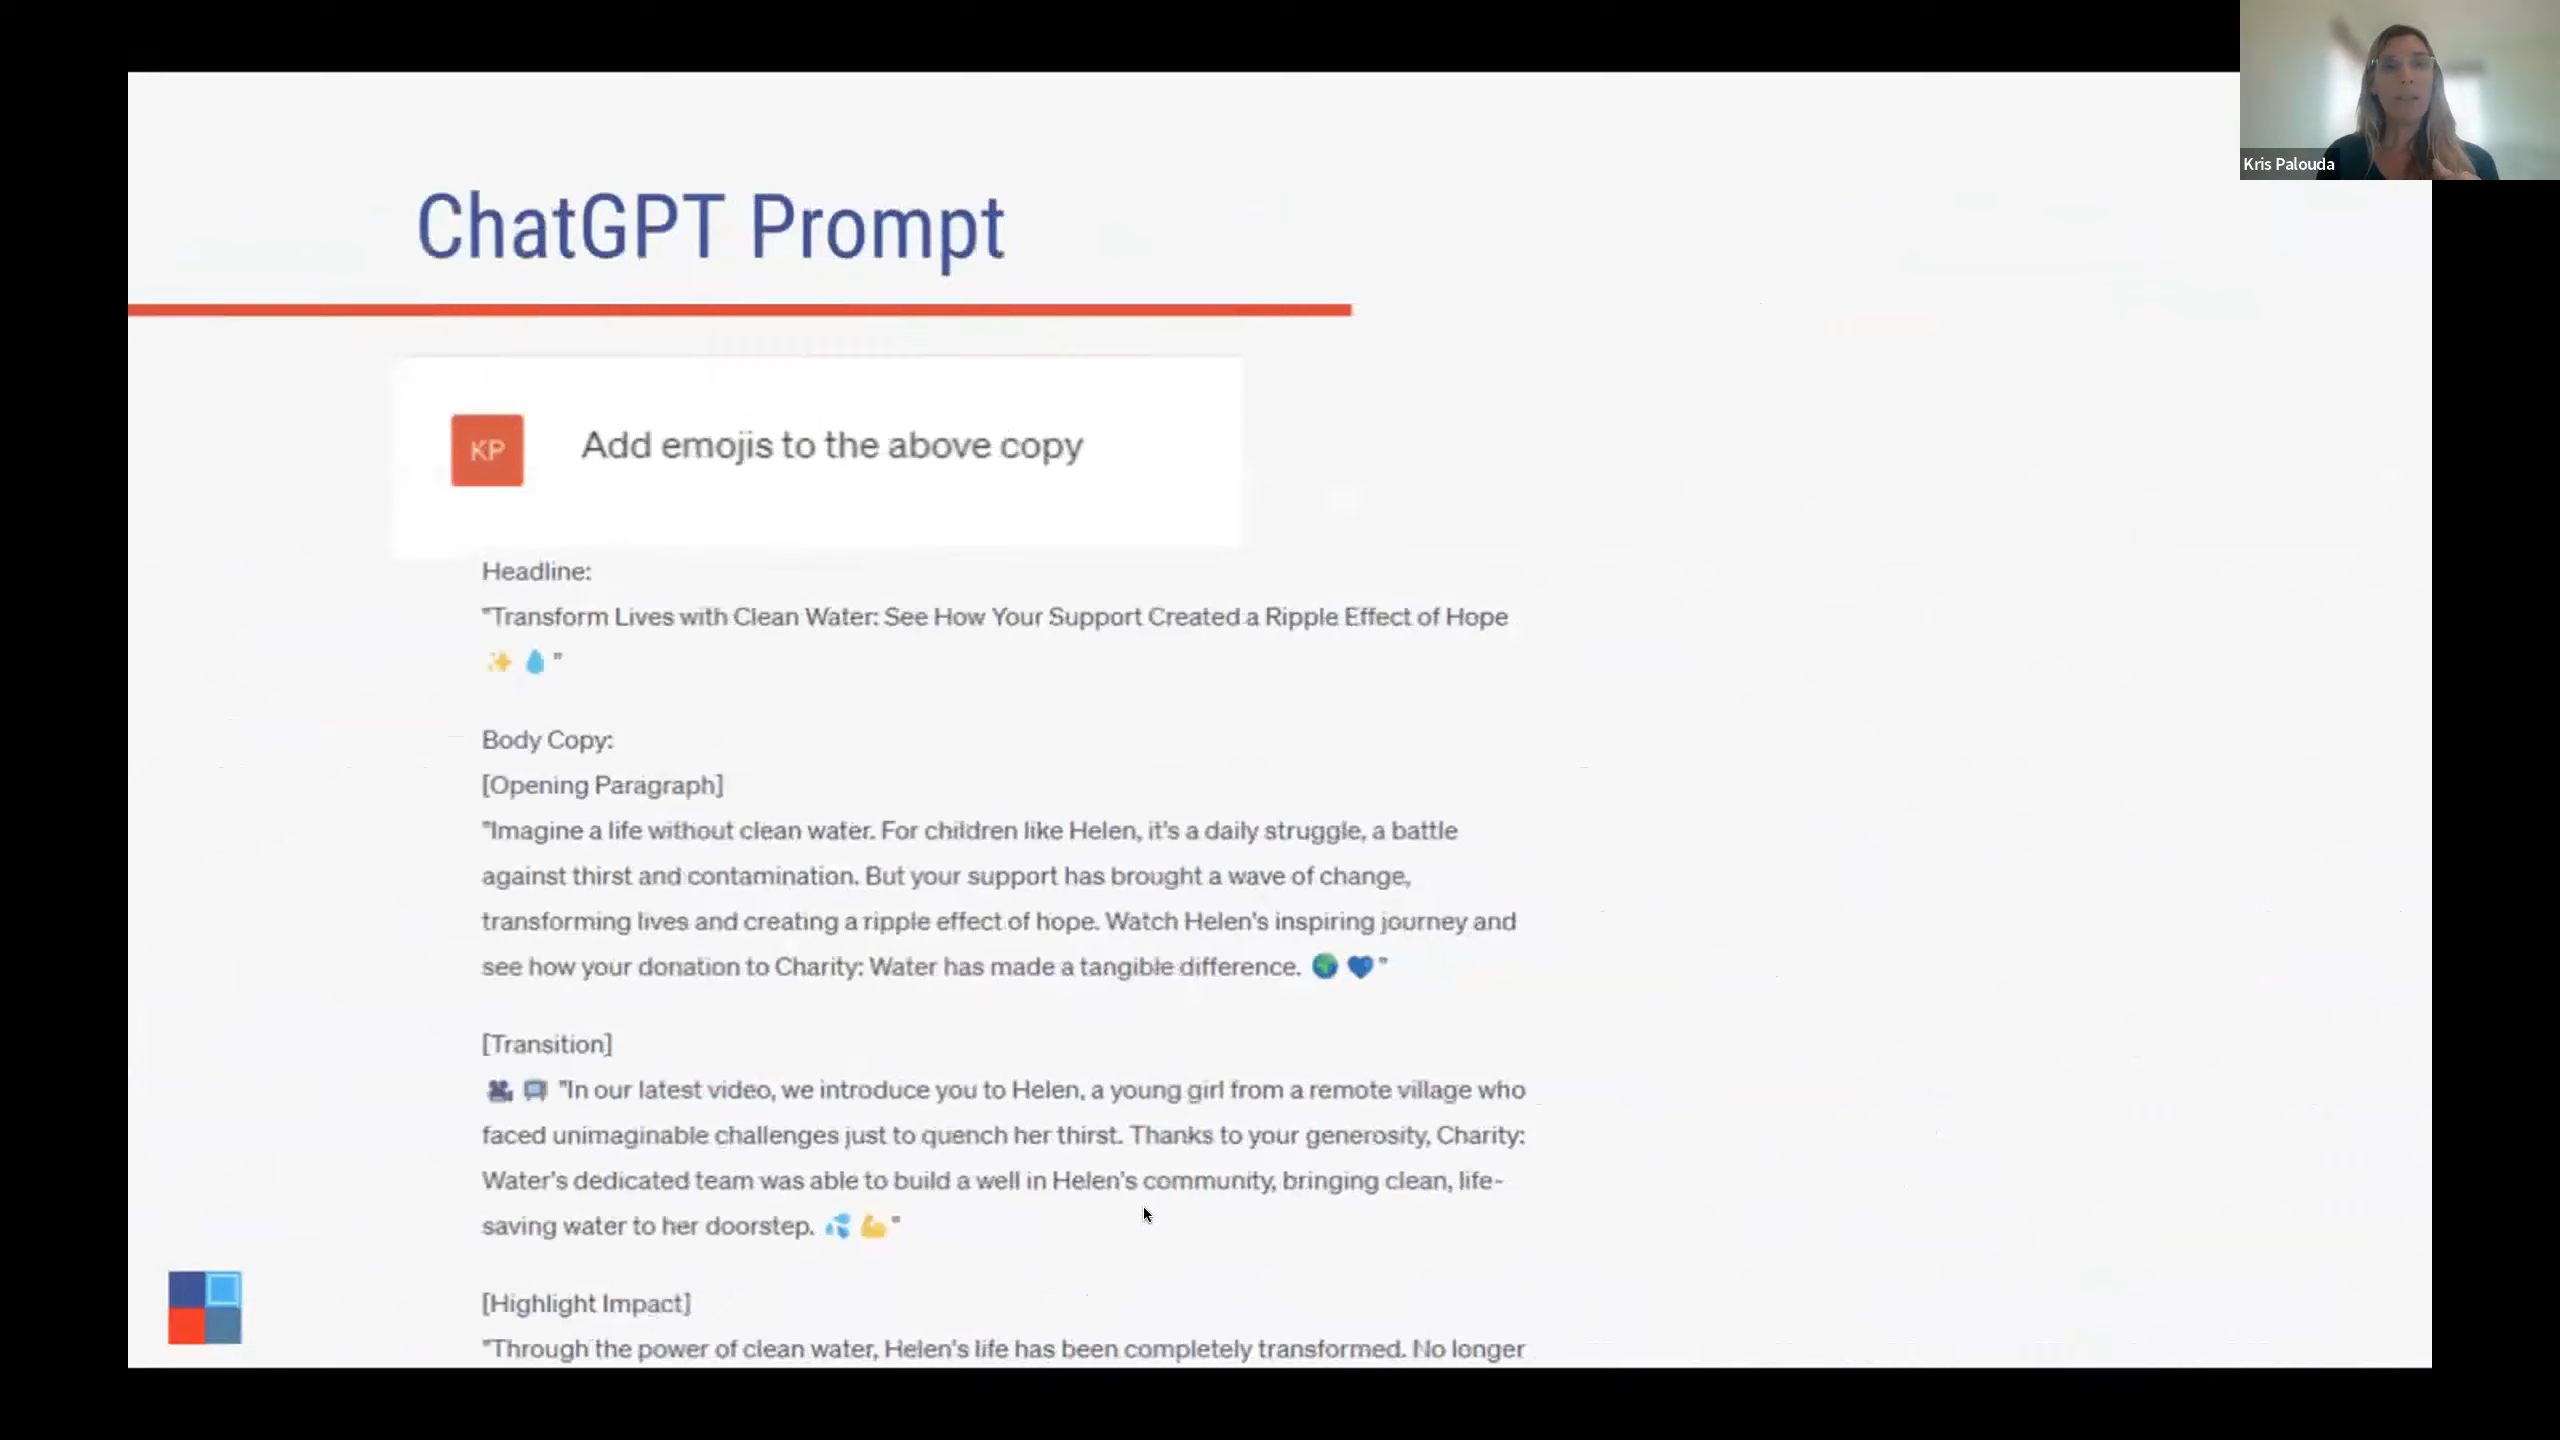 Kris Palouda
ChatGPT Prompt
KP
Add emojis to the above copy
Headline:
"Transform Lives with Clean Water: See How Your Support Created a Ripple Effect of Hope
✨ 💧 "
Body Copy:
[Opening Paragraph]
"Imagine a life without clean water. For children like Helen, it's a daily struggle, a battle
against thirst and contamination. But your support has brought a wave of change,
transforming lives and creating a ripple effect of hope. Watch Helen's inspiring journey and
see how your donation to Charity: Water has made a tangible difference. 🌍 💙"
[Transition]
🎥 📺 "In our latest video, we introduce you to Helen, a young girl from a remote village who
faced unimaginable challenges just to quench her thirst. Thanks to your generosity, Charity:
Water's dedicated team was able to build a well in Helen's community, bringing clean, life-
saving water to her doorstep. 💦 💪"
[Highlight Impact]
"Through the power of clean water, Helen's life has been completely transformed. No longer